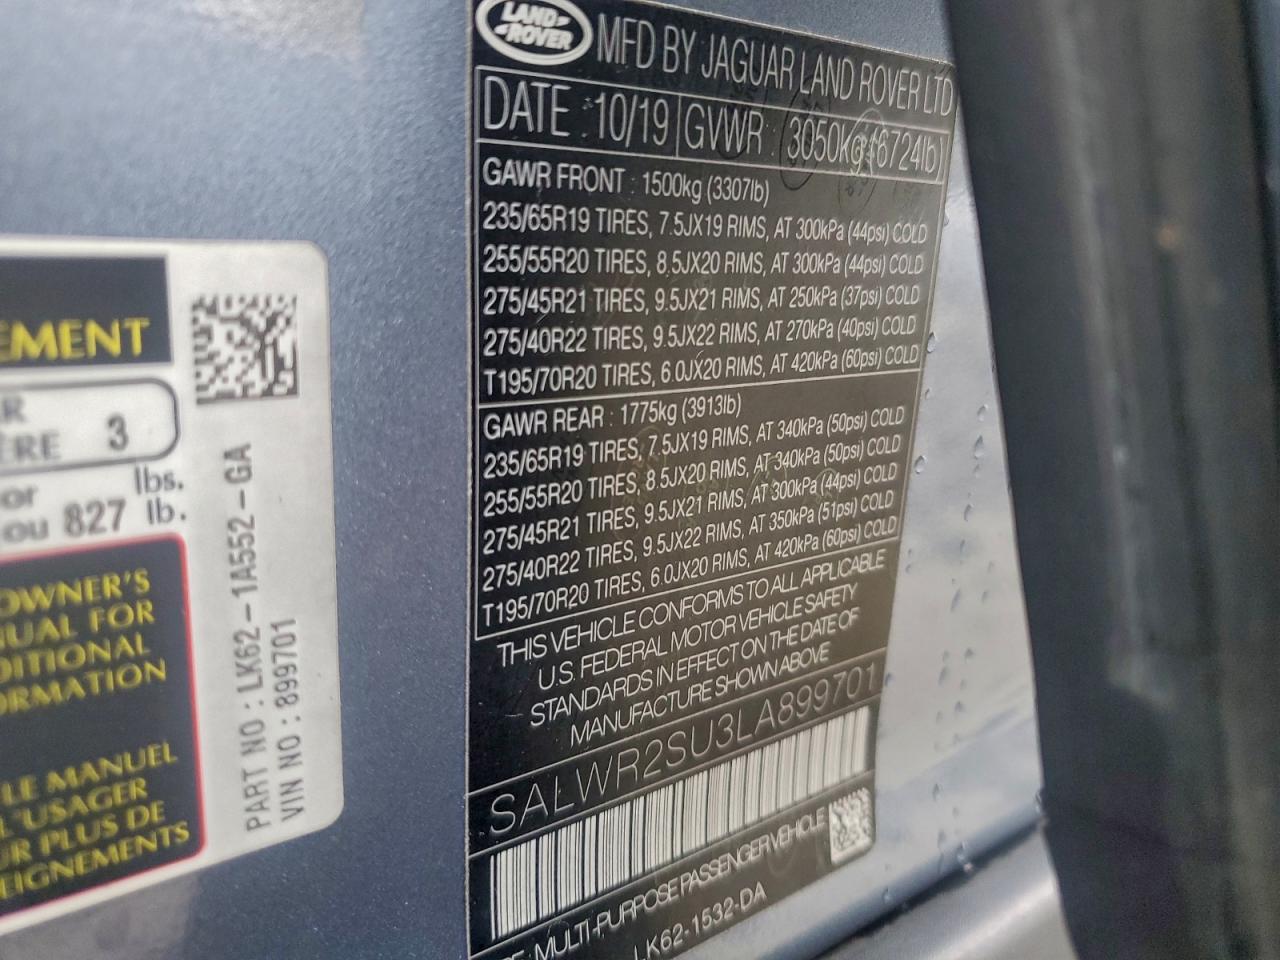 EMENT
R
ÈRE 3
or lbs.
ou 827 lb.
OWNER'S
NUAL FOR
DITIONAL
ORMATION
LE MANUEL
L'USAGER
UR PLUS DE
EIGNEMENTS
PART NO : LK62-1A552-GA
VIN NO : 899701
LAND ROVER
MFD BY JAGUAR LAND ROVER LTD
DATE : 10/19 GVWR : 3050kg (6724lb)
GAWR FRONT : 1500kg (3307lb)
235/65R19 TIRES, 7.5JX19 RIMS, AT 300kPa (44psi) COLD
255/55R20 TIRES, 8.5JX20 RIMS, AT 300kPa (44psi) COLD
275/45R21 TIRES, 9.5JX21 RIMS, AT 250kPa (37psi) COLD
275/40R22 TIRES, 9.5JX22 RIMS, AT 270kPa (40psi) COLD
T195/70R20 TIRES, 6.0JX20 RIMS, AT 420kPa (60psi) COLD
GAWR REAR : 1775kg (3913lb)
235/65R19 TIRES, 7.5JX19 RIMS, AT 340kPa (50psi) COLD
255/55R20 TIRES, 8.5JX20 RIMS, AT 340kPa (50psi) COLD
275/45R21 TIRES, 9.5JX21 RIMS, AT 300kPa (44psi) COLD
275/40R22 TIRES, 9.5JX22 RIMS, AT 350kPa (51psi) COLD
T195/70R20 TIRES, 6.0JX20 RIMS, AT 420kPa (60psi) COLD
THIS VEHICLE CONFORMS TO ALL APPLICABLE
U.S. FEDERAL MOTOR VEHICLE SAFETY
STANDARDS IN EFFECT ON THE DATE OF
MANUFACTURE SHOWN ABOVE
SALWR2SU3LA899701
PE : MULTI-PURPOSE PASSENGER VEHICLE
LK62-1532-DA